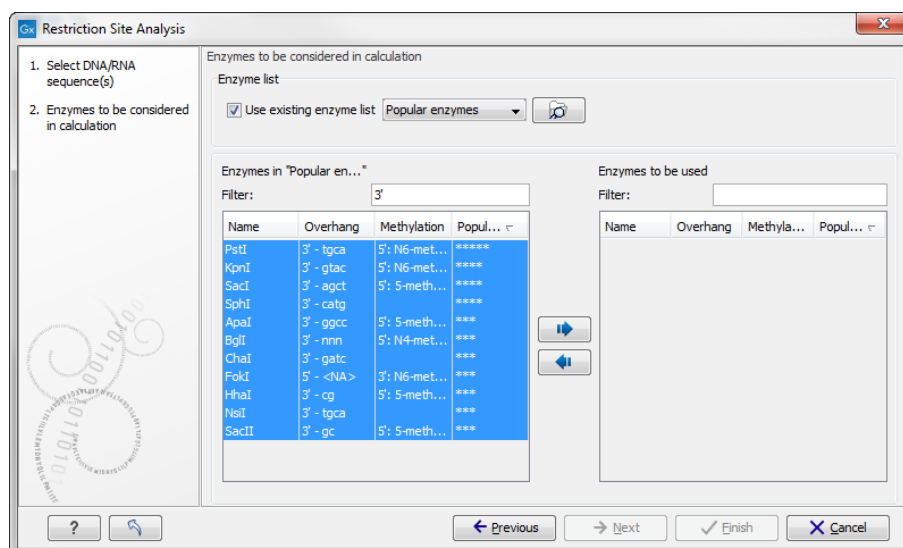 Gx Restriction Site Analysis
1. Select DNA/RNA
sequence(s)
2. Enzymes to be considered
in calculation
Enzymes to be considered in calculation
Enzyme list
Use existing enzyme list Popular enzymes
Enzymes in "Popular en..."
Filter: 3'
Name Overhang Methylation Popul...
PstI 3' - tgca 5': N6-met... *****
KpnI 3' - gtac 5': N6-met... ****
SacI 3' - agct 5': 5-meth... ****
SphI 3' - catg ****
ApaI 3' - ggcc 5': 5-meth... ***
BglI 3' - nnn 5': N4-met... ***
ChaI 3' - gatc ***
FokI 5' - <NA> 3': N6-met... ***
HhaI 3' - cg 5': 5-meth... ***
NsiI 3' - tgca ***
SacII 3' - gc 5': 5-meth... ***
Enzymes to be used
Filter:
Name Overhang Methyla... Popul...
? Previous Next Finish Cancel